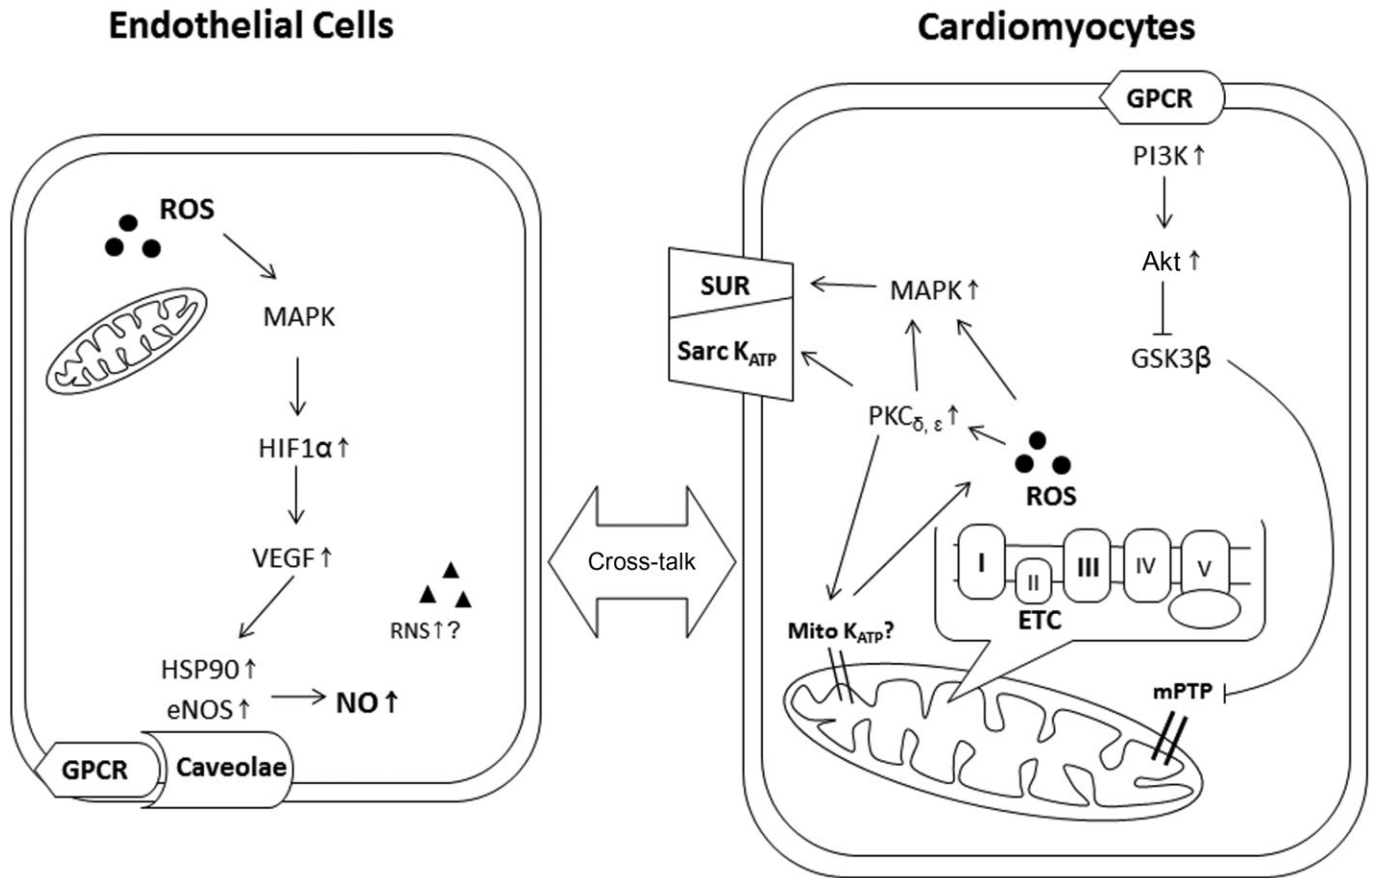 Endothelial Cells
ROS
MAPK
HIF1α↑
VEGF↑
RNS↑?
HSP90↑
eNOS↑
NO↑
GPCR
Caveolae
Cross-talk
Cardiomyocytes
GPCR
PI3K↑
Akt ↑
GSK3β
SUR
Sarc KATP
MAPK↑
PKCδ, ε↑
ROS
I
II
III
IV
V
ETC
Mito KATP?
mPTP